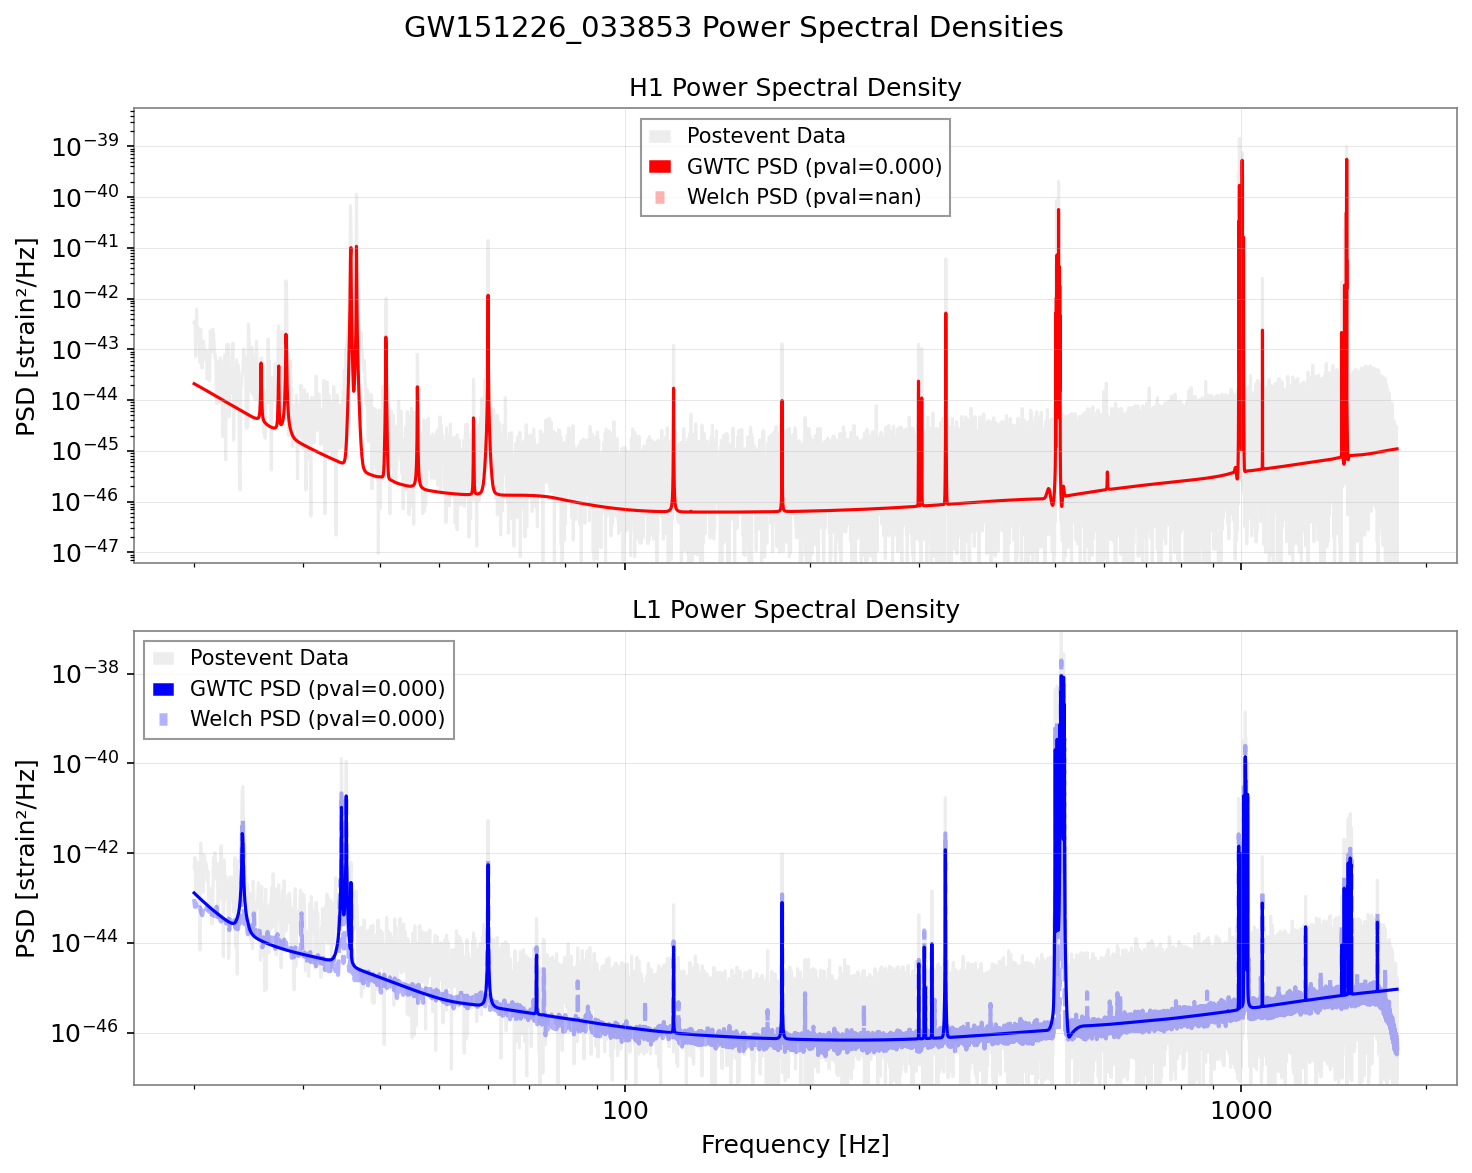 GW151226_033853 Power Spectral Densities
H1 Power Spectral Density
PSD [strain²/Hz]
10⁻³⁹
10⁻⁴⁰
10⁻⁴¹
10⁻⁴²
10⁻⁴³
10⁻⁴⁴
10⁻⁴⁵
10⁻⁴⁶
10⁻⁴⁷
Postevent Data
GWTC PSD (pval=0.000)
Welch PSD (pval=nan)
L1 Power Spectral Density
PSD [strain²/Hz]
10⁻³⁸
10⁻⁴⁰
10⁻⁴²
10⁻⁴⁴
10⁻⁴⁶
Postevent Data
GWTC PSD (pval=0.000)
Welch PSD (pval=0.000)
100 1000
Frequency [Hz]